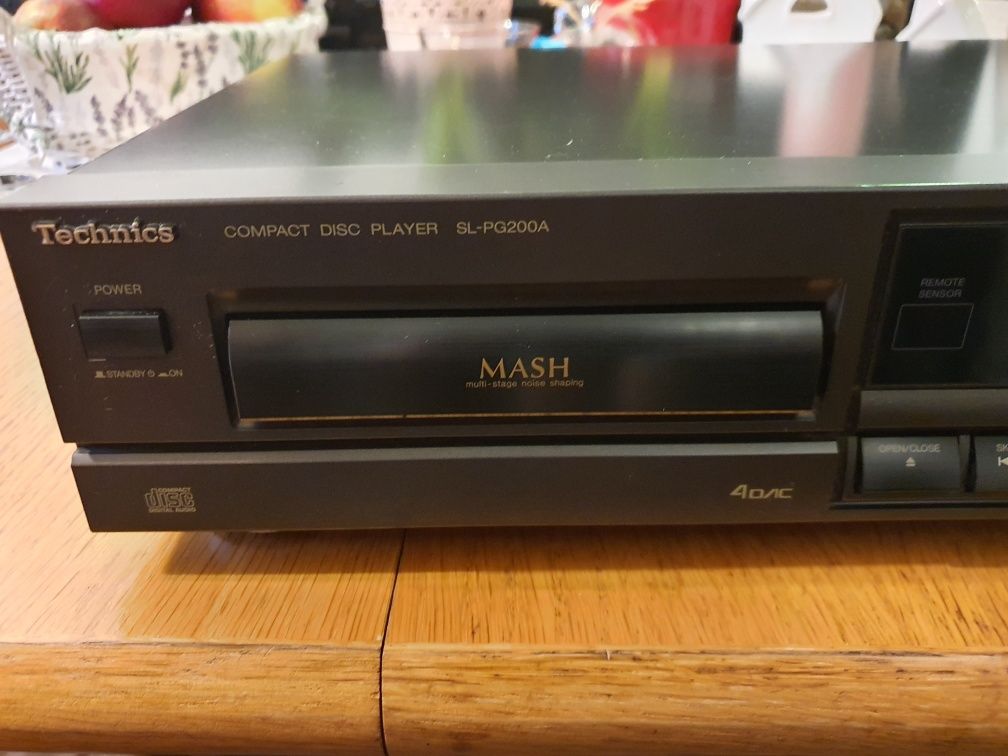 Technics
COMPACT DISC PLAYER SL-PG200A
POWER
STANDBY ON
MASH
multi-stage noise shaping
REMOTE
SENSOR
OPEN/CLOSE
SK
COMPACT
disc
DIGITAL AUDIO
4DAC